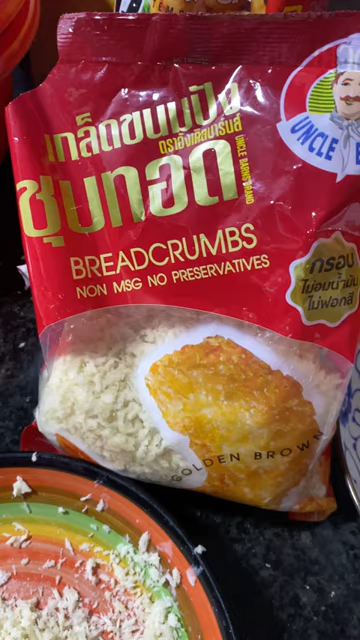 เกล็ดขนมปัง
ตราอังเคิลบาร์นส์
UNCLE BARNS BRAND
ชุบทอด
BREADCRUMBS
NON MSG NO PRESERVATIVES
UNCLE
กรอบ
ไม่อมน้ำมัน
ไม่ฟอกสี
GOLDEN BROWN